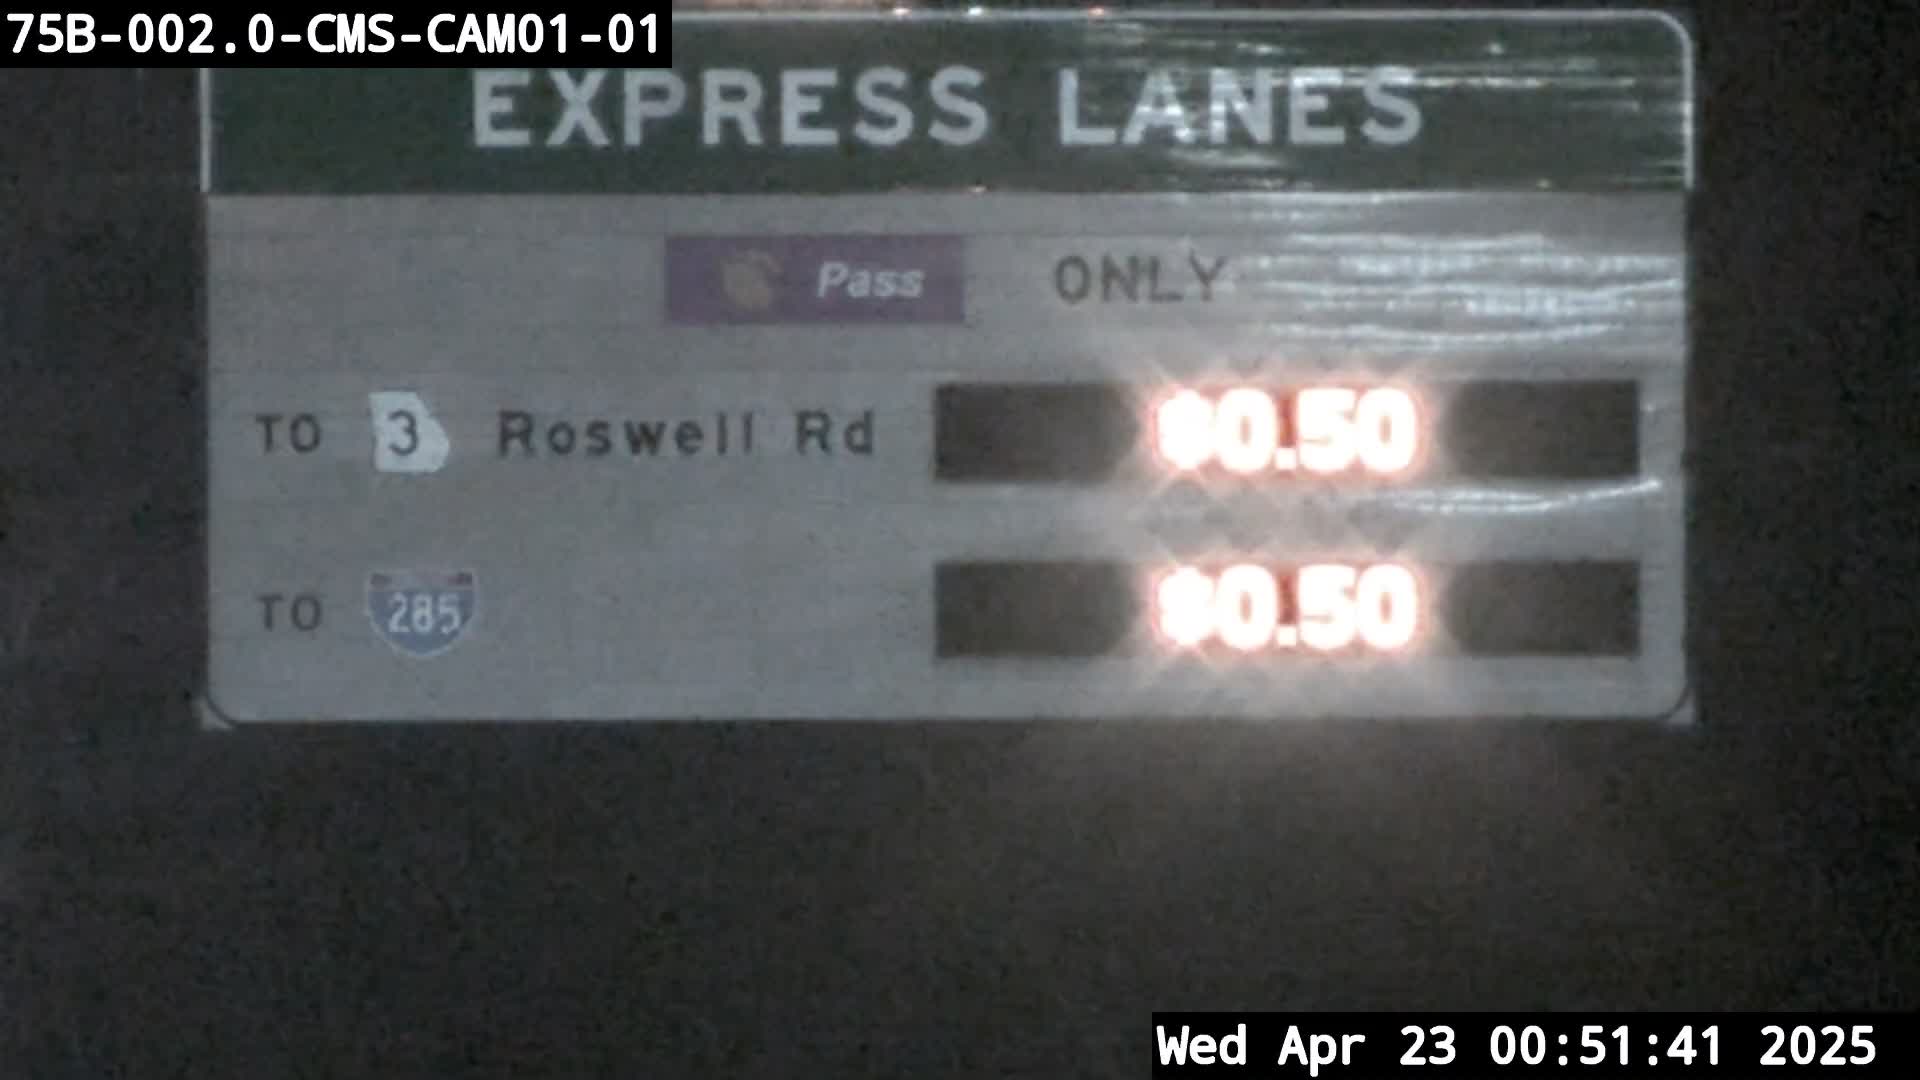 75B-002.0-CMS-CAM01-01
EXPRESS LANES
Pass ONLY
TO 3 Roswell Rd $0.50
TO 285 $0.50
Wed Apr 23 00:51:41 2025